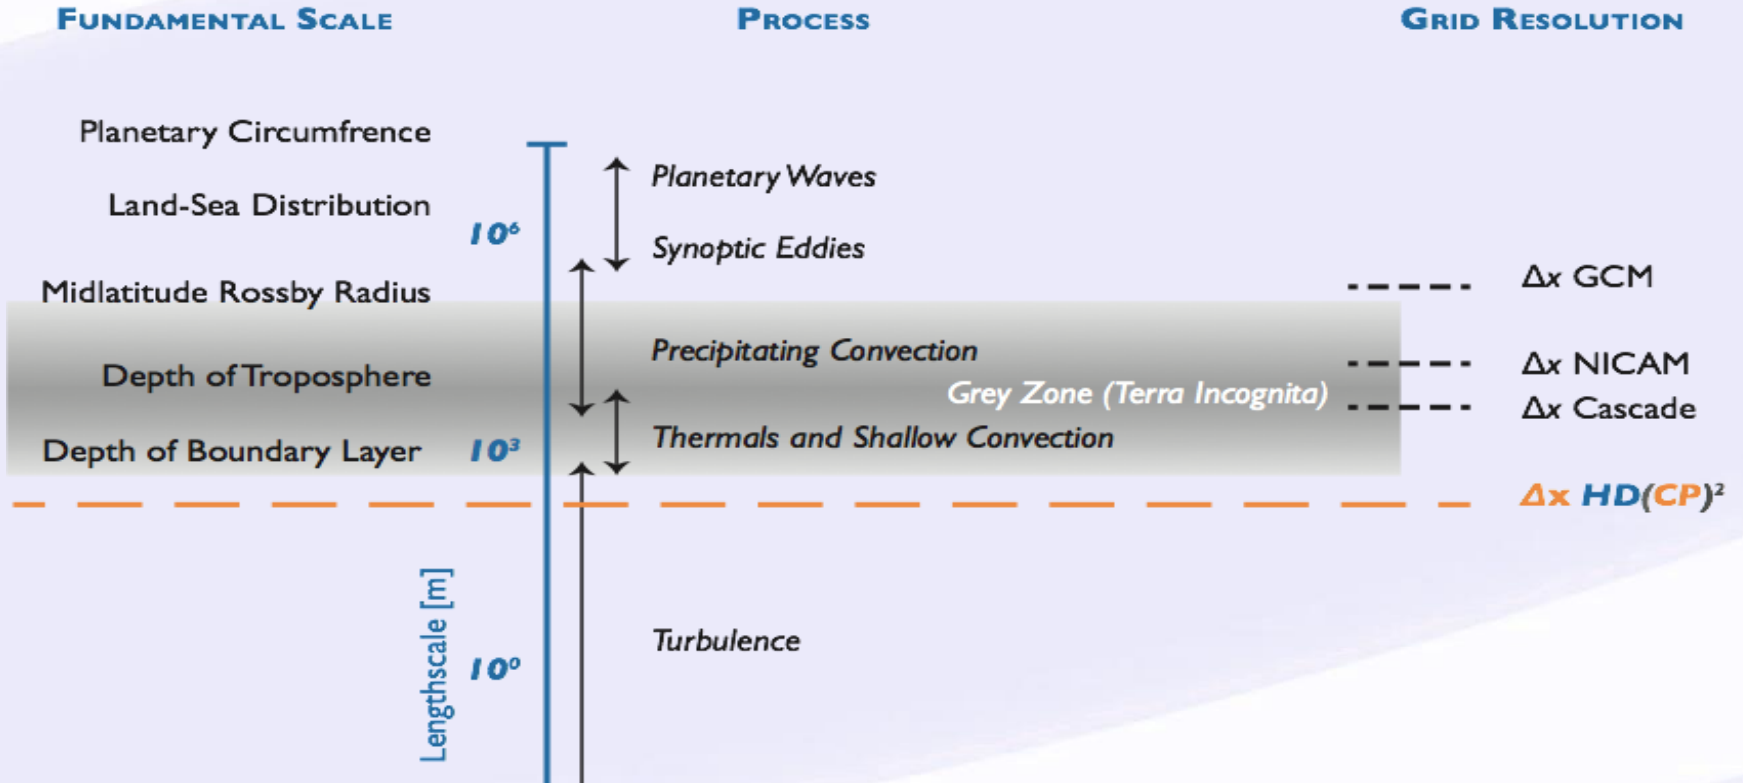 FUNDAMENTAL SCALE
PROCESS
GRID RESOLUTION
Planetary Circumfrence
Land-Sea Distribution
10⁶
Midlatitude Rossby Radius
Depth of Troposphere
Depth of Boundary Layer
10³
Lengthscale [m]
10⁰
Planetary Waves
Synoptic Eddies
Precipitating Convection
Grey Zone (Terra Incognita)
Thermals and Shallow Convection
Turbulence
Δx GCM
Δx NICAM
Δx Cascade
Δx HD(CP)²